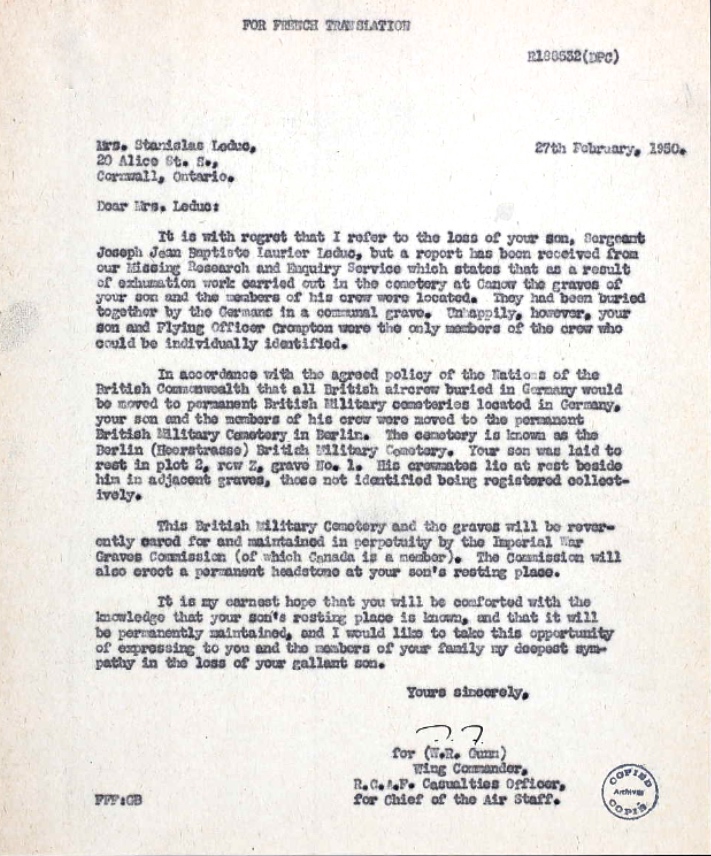 FOR FRENCH TRANSLATION
R186632(DPC)
Mrs. Stanislas Leduc,
27th February, 1950.
20 Alice St. S.,
Cornwall, Ontario.
Dear Mrs. Leduc:
It is with regret that I refer to the loss of your son, Sergeant
Joseph Jean Baptiste Laurier Leduc, but a report has been received from
our Missing Research and Enquiry Service which states that as a result
of exhumation work carried out in the cemetery at Canow the graves of
your son and the members of his crew were located. They had been buried
together by the Germans in a communal grave. Unhappily, however, your
son and Flying Officer Crompton were the only members of the crew who
could be individually identified.
In accordance with the agreed policy of the Nations of the
British Commonwealth that all British aircrew buried in Germany would
be moved to permanent British Military cemeteries located in Germany,
your son and the members of his crew were moved to the permanent
British Military Cemetery in Berlin. The cemetery is known as the
Berlin (Heerstrasse) British Military Cemetery. Your son was laid to
rest in plot 2, row Z, grave No. 1. His crewmates lie at rest beside
him in adjacent graves, those not identified being registered collect-
ively.
This British Military Cemetery and the graves will be rever-
ently cared for and maintained in perpetuity by the Imperial War
Graves Commission (of which Canada is a member). The Commission will
also erect a permanent headstone at your son's resting place.
It is my earnest hope that you will be comforted with the
knowledge that your son's resting place is known, and that it will
be permanently maintained, and I would like to take this opportunity
of expressing to you and the members of your family my deepest sym-
pathy in the loss of your gallant son.
Yours sincerely,
for (W.R. Gunn)
Wing Commander,
R.C.A.F. Casualties Officer,
FFF:GB
for Chief of the Air Staff.
COPIED
Archives
COPIÉ